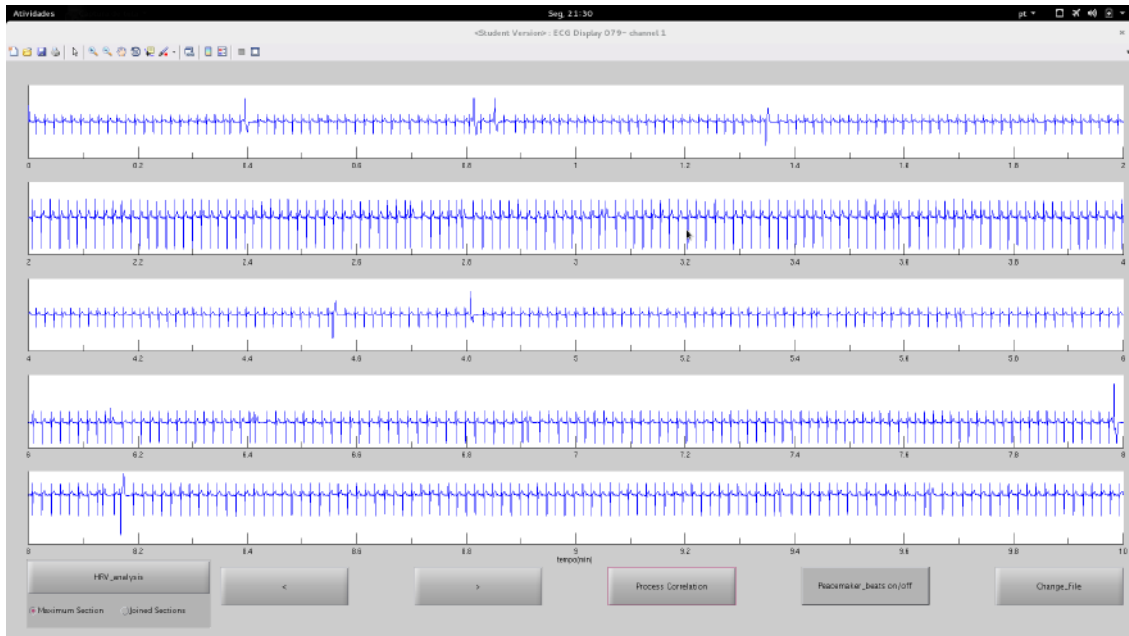 Atividades Seg, 21:30 pt
<Student Version> : ECG Display 079- channel 1
0 0.2 0.4 0.6 0.8 1 1.2 1.4 1.6 1.8 2
2 2.2 2.4 2.6 2.8 3 3.2 3.4 3.6 3.8 4
4 4.2 4.4 4.6 4.8 5 5.2 5.4 5.6 5.8 6
6 6.2 6.4 6.6 6.8 7 7.2 7.4 7.6 7.8 8
8 8.2 8.4 8.6 8.8 9 9.2 9.4 9.6 9.8 10
tempo(min)
HRV_analysis < > Process Correlation Peacemaker_beats on/off Change_File
Maximum Section Joined Sections